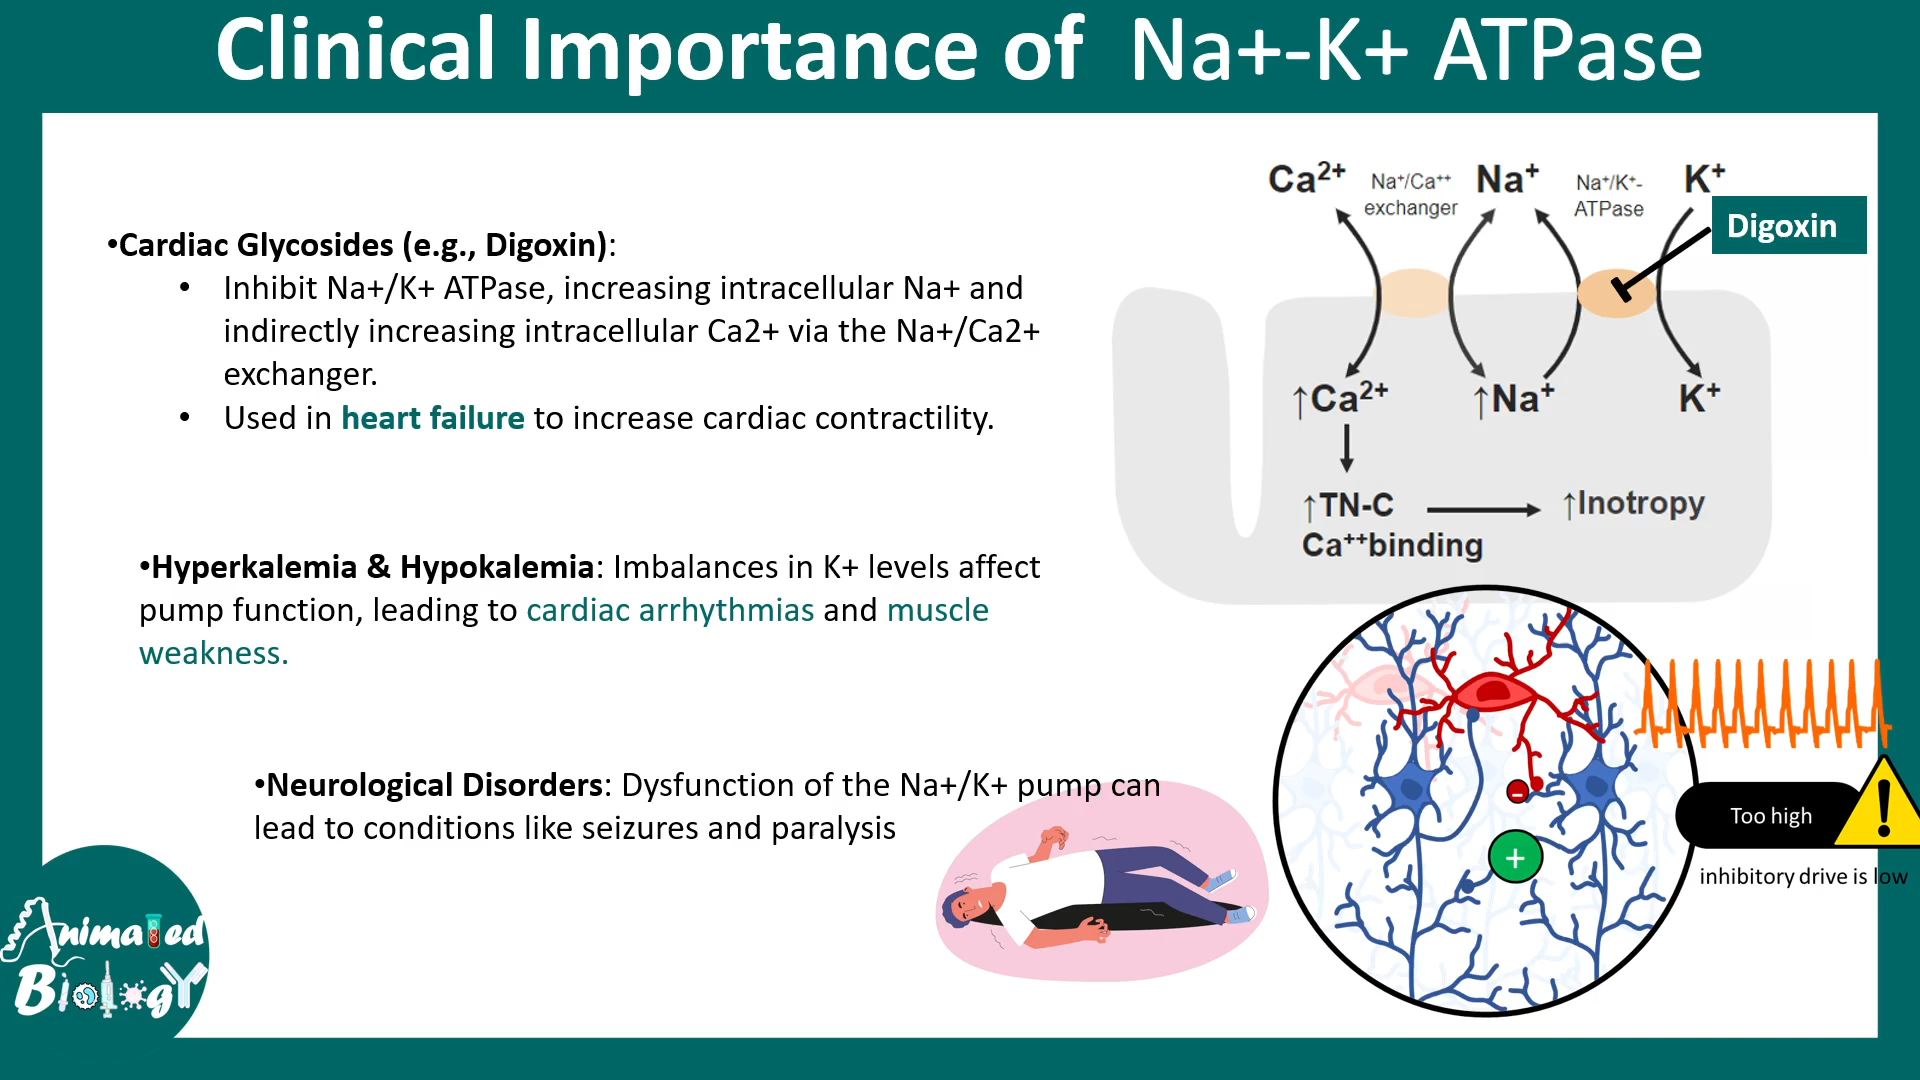 Clinical Importance of Na+-K+ ATPase
•Cardiac Glycosides (e.g., Digoxin):
• Inhibit Na+/K+ ATPase, increasing intracellular Na+ and
indirectly increasing intracellular Ca2+ via the Na+/Ca2+
exchanger.
• Used in heart failure to increase cardiac contractility.
•Hyperkalemia & Hypokalemia: Imbalances in K+ levels affect
pump function, leading to cardiac arrhythmias and muscle
weakness.
•Neurological Disorders: Dysfunction of the Na+/K+ pump can
lead to conditions like seizures and paralysis
Ca²⁺
Na⁺/Ca⁺⁺
exchanger
Na⁺
Na⁺/K⁺-
ATPase
K⁺
Digoxin
↑Ca²⁺
↑Na⁺
K⁺
↑TN-C
Ca⁺⁺binding
↑Inotropy
-
+
Too high
!
inhibitory drive is low
Animated
Biology